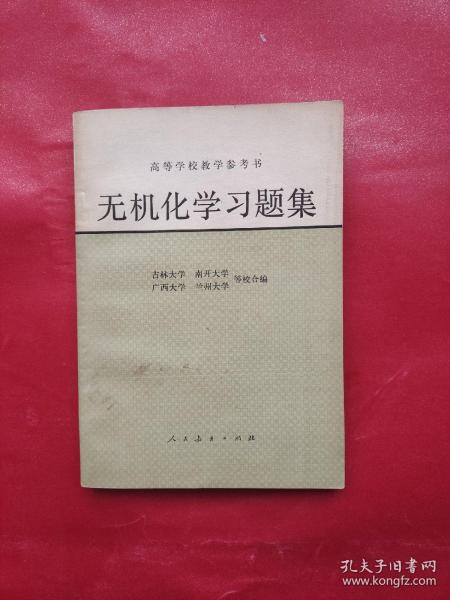 高等学校教学参考书
无机化学习题集
吉林大学 南开大学
广西大学 兰州大学 等校合编
人民教育出版社
孔夫子旧书网
www.kongfz.com